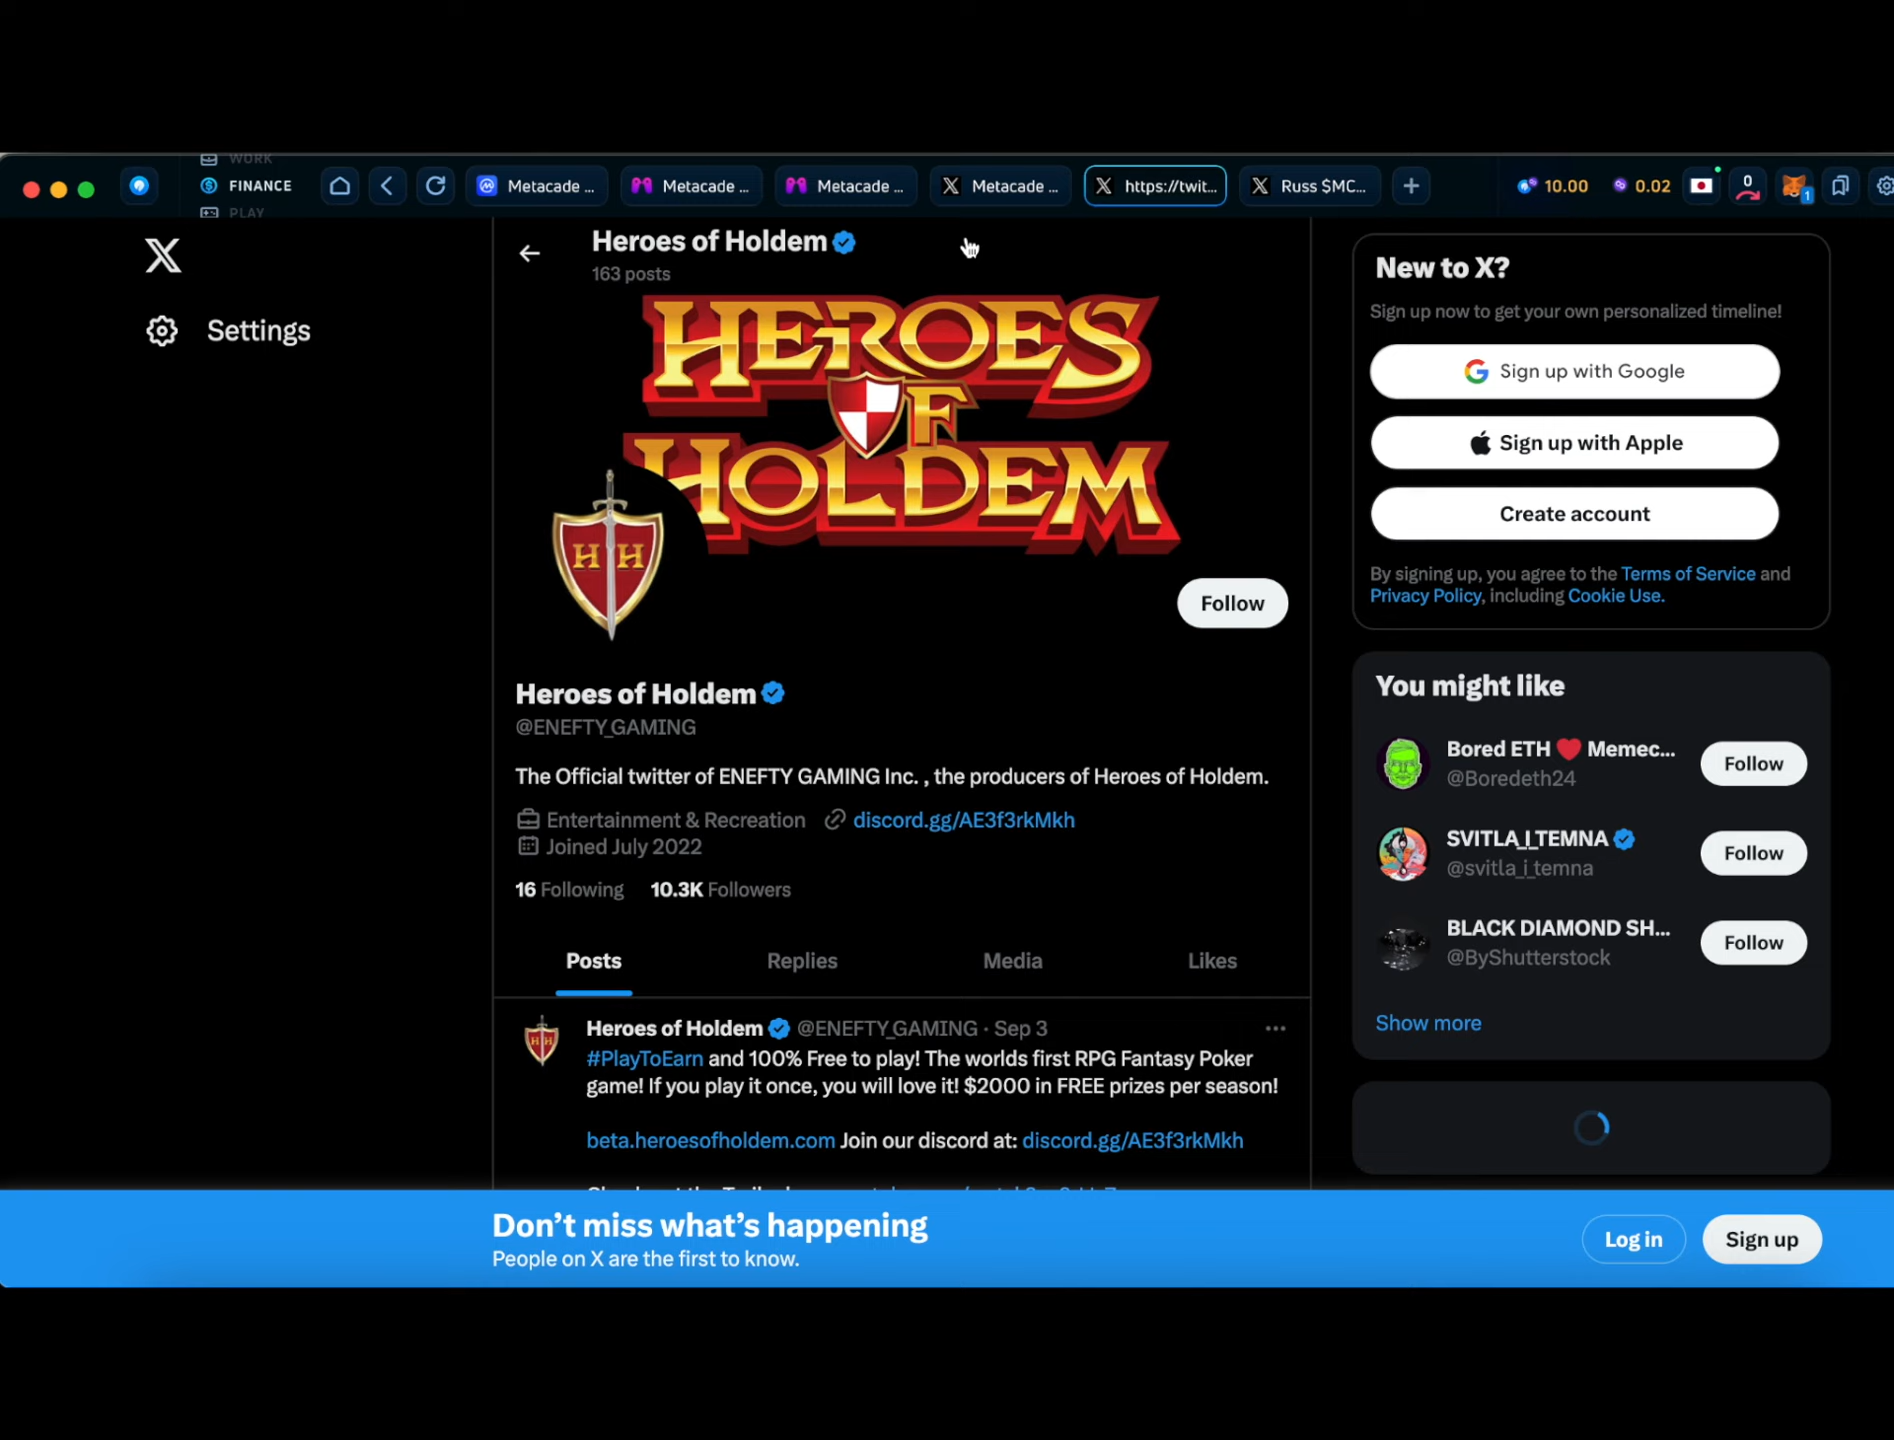 WORK
FINANCE
PLAY
Metacade ...
Metacade ...
Metacade ...
Metacade ...
https://twit...
Russ $MC...
10.00
0.02
0
1
Heroes of Holdem
163 posts
Settings
HEROES
OF
HOLDEM
H H
Follow
Heroes of Holdem
@ENEFTY_GAMING
The Official twitter of ENEFTY GAMING Inc. , the producers of Heroes of Holdem.
Entertainment & Recreation discord.gg/AE3f3rkMkh
Joined July 2022
16 Following 10.3K Followers
Posts Replies Media Likes
Heroes of Holdem @ENEFTY_GAMING · Sep 3
#PlayToEarn and 100% Free to play! The worlds first RPG Fantasy Poker
game! If you play it once, you will love it! $2000 in FREE prizes per season!
beta.heroesofholdem.com Join our discord at: discord.gg/AE3f3rkMkh
New to X?
Sign up now to get your own personalized timeline!
Sign up with Google
Sign up with Apple
Create account
By signing up, you agree to the Terms of Service and
Privacy Policy, including Cookie Use.
You might like
Bored ETH ❤️ Memec...
@Boredeth24
Follow
SVITLA_I_TEMNA
@svitla_i_temna
Follow
BLACK DIAMOND SH...
@ByShutterstock
Follow
Show more
Don't miss what's happening
People on X are the first to know.
Log in
Sign up